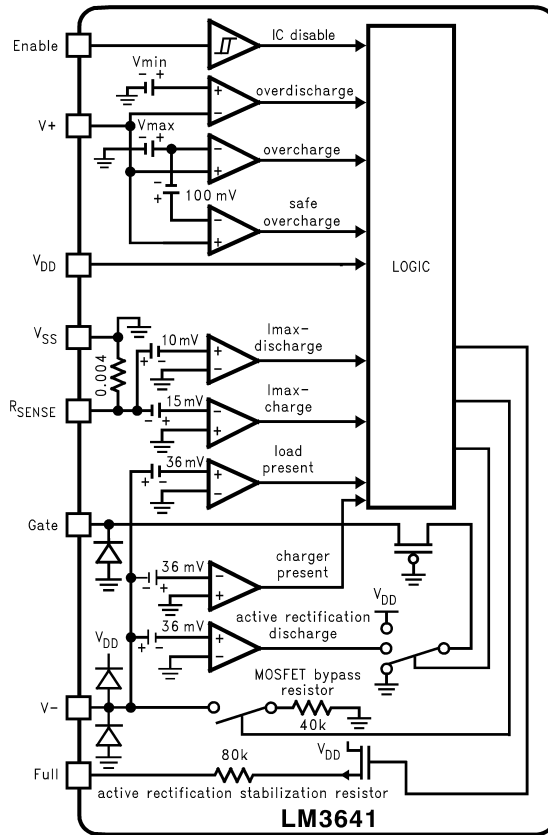 Enable
IC disable
Vmin
- +
+
-
overdischarge
V+
Vmax
- +
-
+
overcharge
-
+
100 mV
-
+
safe
overcharge
VDD
LOGIC
VSS
0.004
10mV
+ -
+
-
Imax-
discharge
RSENSE
15mV
- +
-
+
Imax-
charge
36mV
+ -
+
-
load
present
Gate
36 mV
- +
-
+
charger
present
VDD
36 mV
+ -
+
-
active rectification
discharge
VDD
MOSFET bypass
resistor
V-
40k
VDD
Full
80k
active rectification stabilization resistor
LM3641